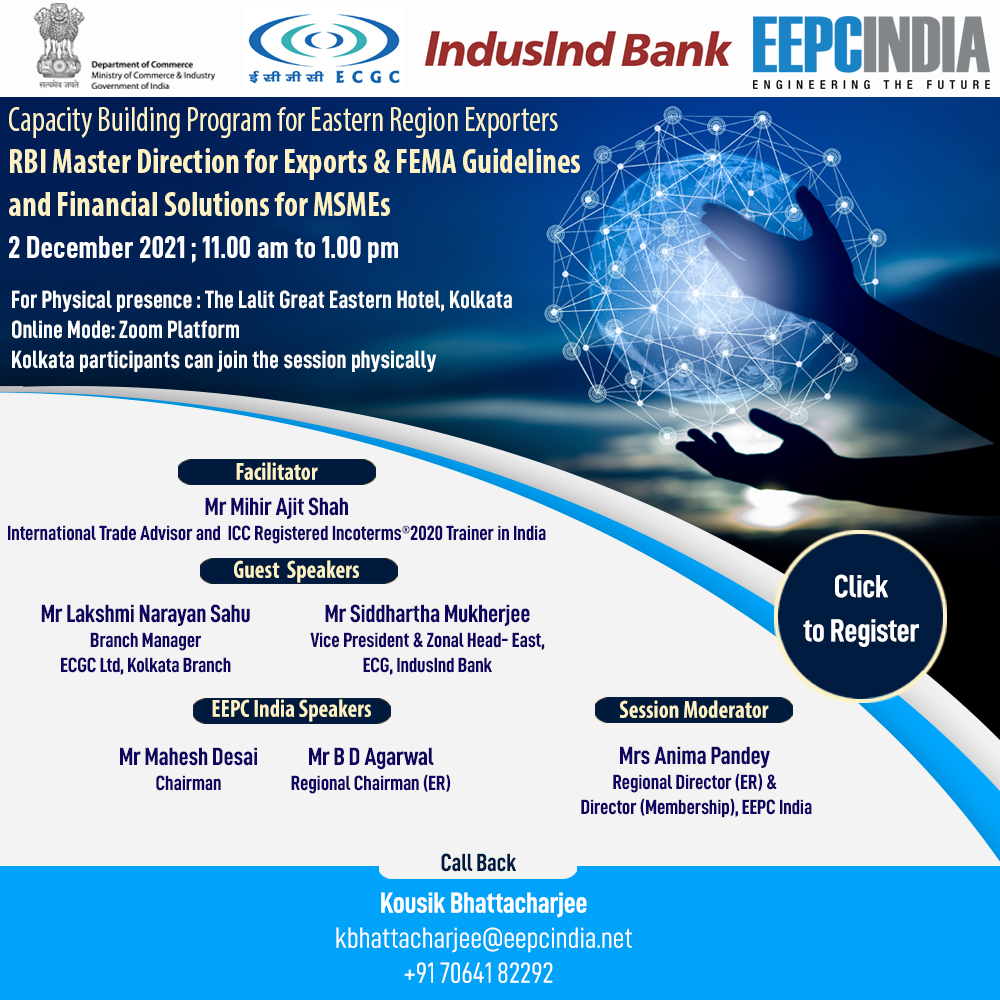 सत्यमेव जयते
Department of Commerce
Ministry of Commerce & Industry
Government of India
ई सी जी सी E C G C
IndusInd Bank
EEPCINDIA
ENGINEERING THE FUTURE
Capacity Building Program for Eastern Region Exporters
RBI Master Direction for Exports & FEMA Guidelines
and Financial Solutions for MSMEs
2 December 2021 ; 11.00 am to 1.00 pm
For Physical presence : The Lalit Great Eastern Hotel, Kolkata
Online Mode: Zoom Platform
Kolkata participants can join the session physically
Facilitator
Mr Mihir Ajit Shah
International Trade Advisor and ICC Registered Incoterms®2020 Trainer in India
Guest Speakers
Mr Lakshmi Narayan Sahu
Branch Manager
ECGC Ltd, Kolkata Branch
Mr Siddhartha Mukherjee
Vice President & Zonal Head- East,
ECG, IndusInd Bank
Click
to Register
EEPC India Speakers
Mr Mahesh Desai
Chairman
Mr B D Agarwal
Regional Chairman (ER)
Session Moderator
Mrs Anima Pandey
Regional Director (ER) &
Director (Membership), EEPC India
Call Back
Kousik Bhattacharjee
kbhattacharjee@eepcindia.net
+91 70641 82292